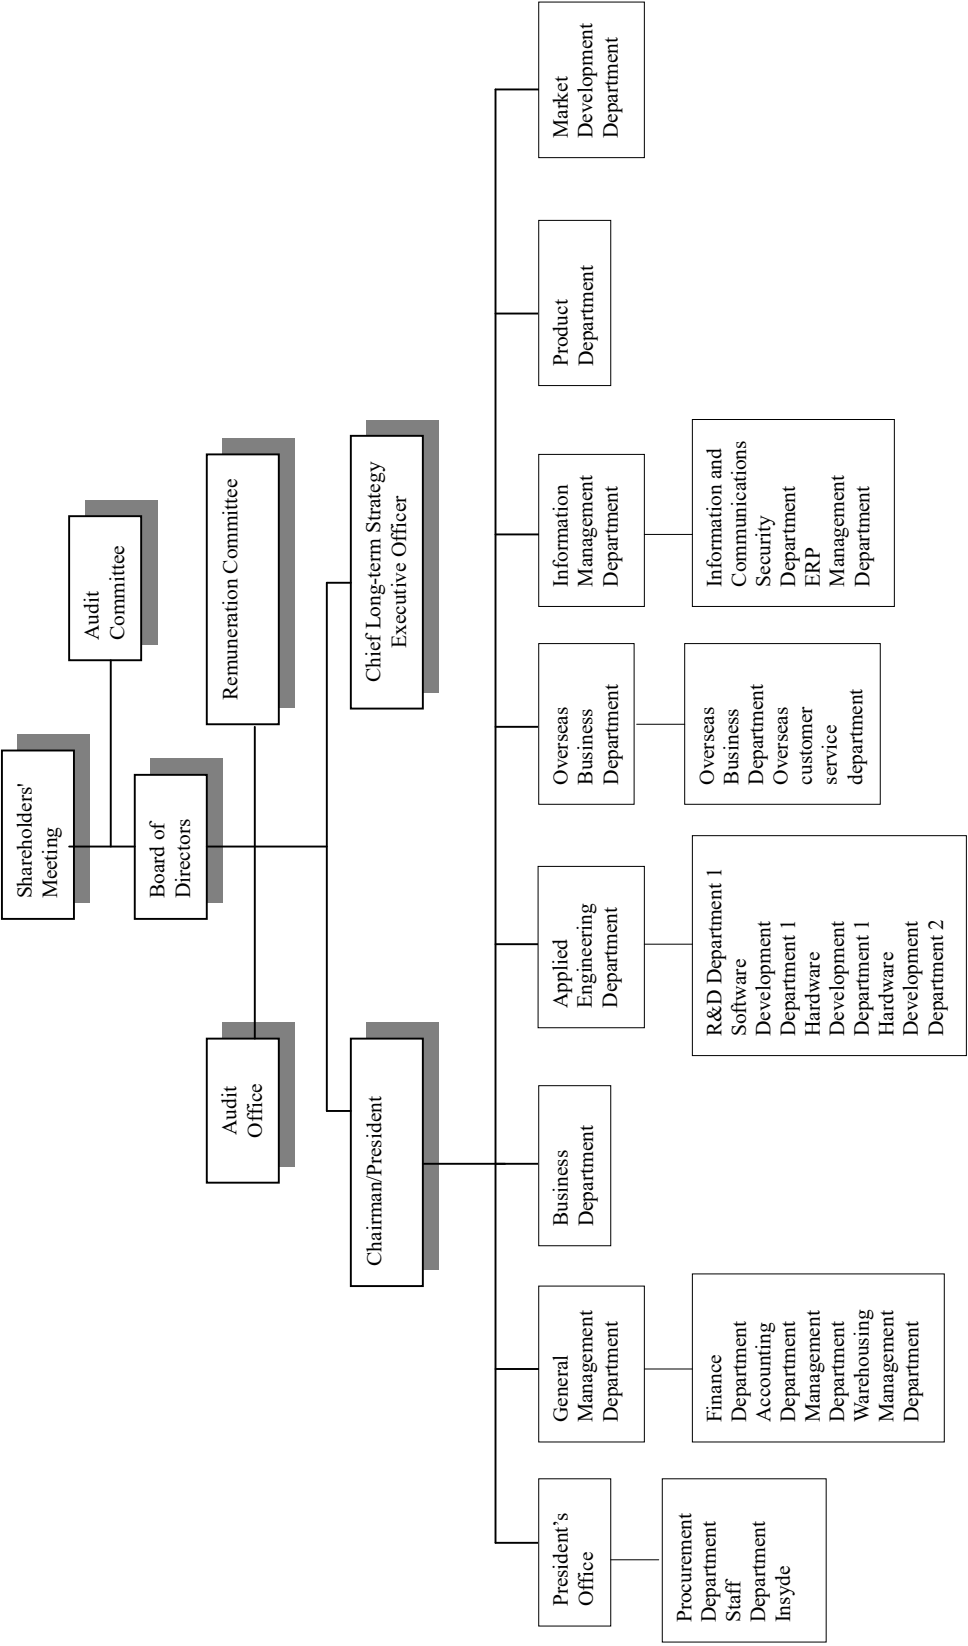 Shareholders'
Meeting
Audit
Committee
Board of
Directors
Audit
Office
Remuneration Committee
Chairman/President
Chief Long-term Strategy
Executive Officer
President's
Office
General
Management
Department
Business
Department
Applied
Engineering
Department
Overseas
Business
Department
Information
Management
Department
Product
Department
Market
Development
Department
Procurement
Department
Staff
Department
Insyde
Finance
Department
Accounting
Department
Management
Department
Warehousing
Management
Department
R&D Department 1
Software
Development
Department 1
Hardware
Development
Department 1
Hardware
Development
Department 2
Overseas
Business
Department
Overseas
customer
service
department
Information and
Communications
Security
Department
ERP
Management
Department